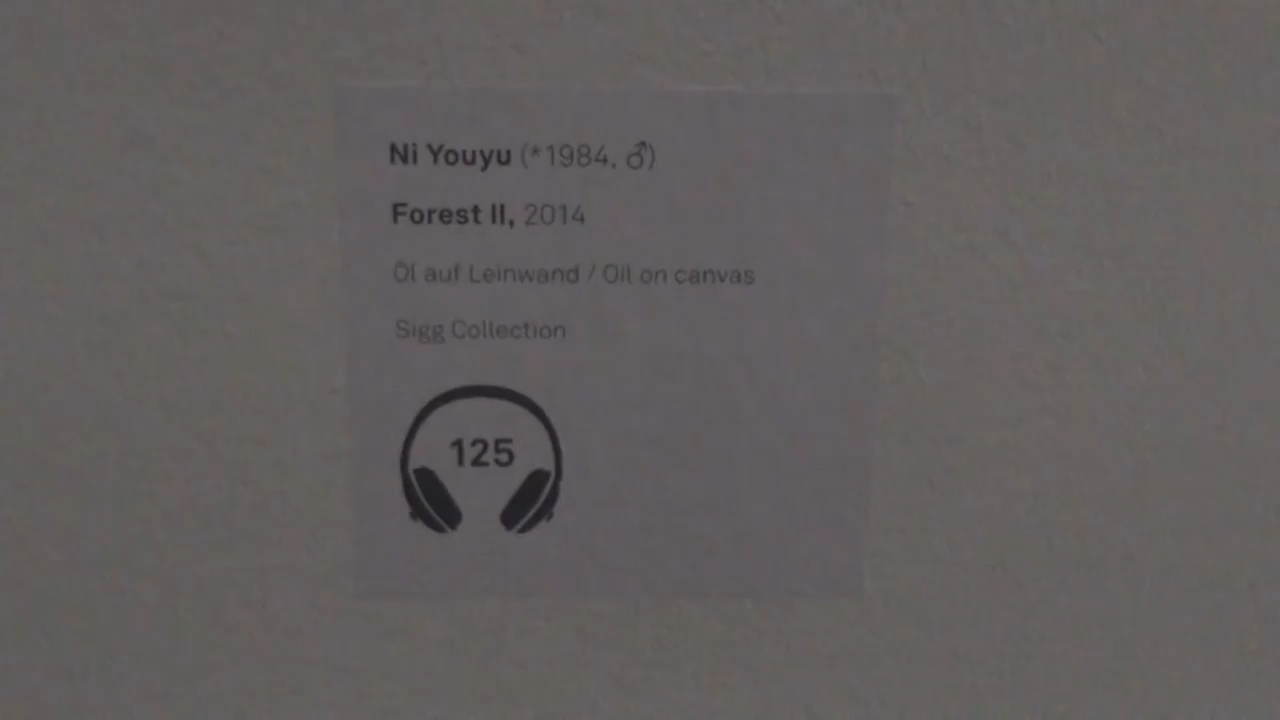 Ni Youyu (*1984, ♂)
Forest II, 2014
Öl auf Leinwand / Oil on canvas
Sigg Collection
125